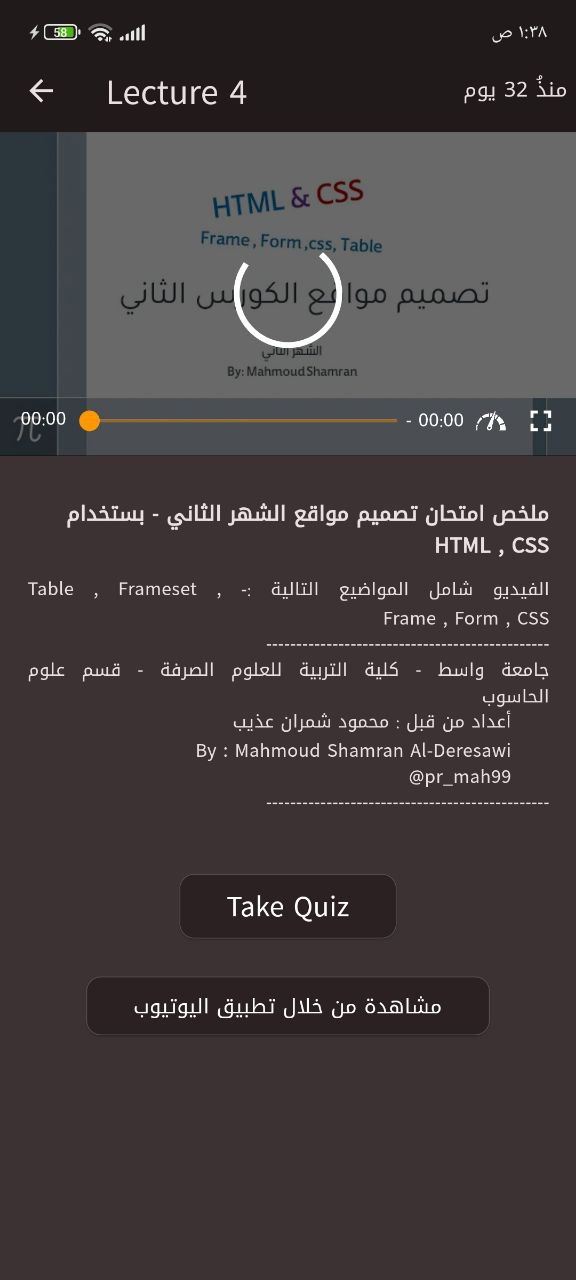 58
١:٣٨ ص
Lecture 4
منذُ 32 يوم
HTML & CSS
Frame , Form ,css, Table
تصميم مواقع الكورس الثاني
الشهر الثاني
By: Mahmoud Shamran
00:00
- 00:00
π
ملخص امتحان تصميم مواقع الشهر الثاني - بستخدام
HTML , CSS
الفيديو شامل المواضيع التالية :- , Table , Frameset
Frame , Form , CSS
-----------------------------------------------
جامعة واسط - كلية التربية للعلوم الصرفة - قسم علوم
الحاسوب
أعداد من قبل : محمود شمران عذيب
By : Mahmoud Shamran Al-Deresawi
@pr_mah99
-----------------------------------------------
Take Quiz
مشاهدة من خلال تطبيق اليوتيوب